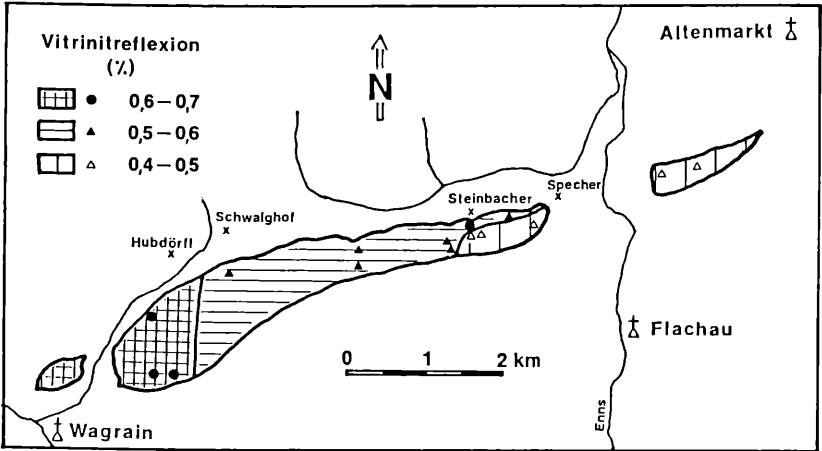 Vitrinitreflexion
(%)
0,6–0,7
0,5–0,6
0,4–0,5
N
Altenmarkt
Specher
Steinbacher
Schwalghof
Hubdörfl
0 1 2 km
Flachau
Enns
Wagrain